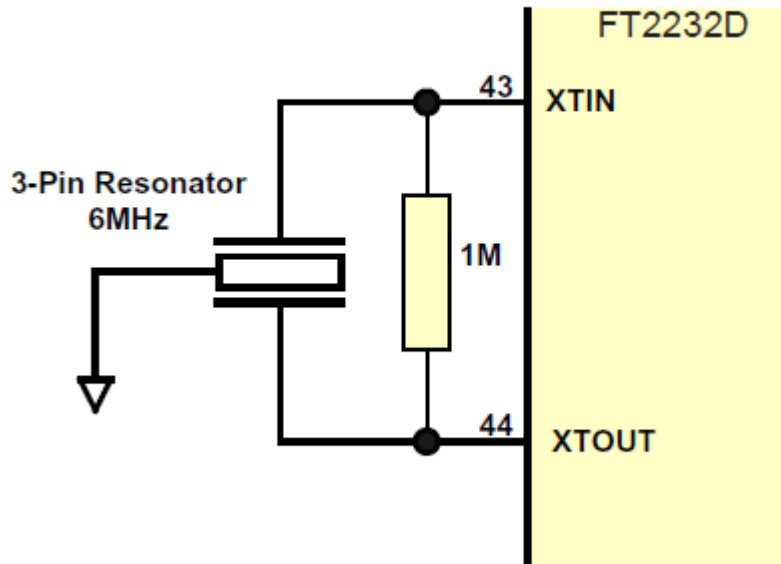 FT2232D
43
XTIN
3-Pin Resonator
6MHz
1M
44
XTOUT